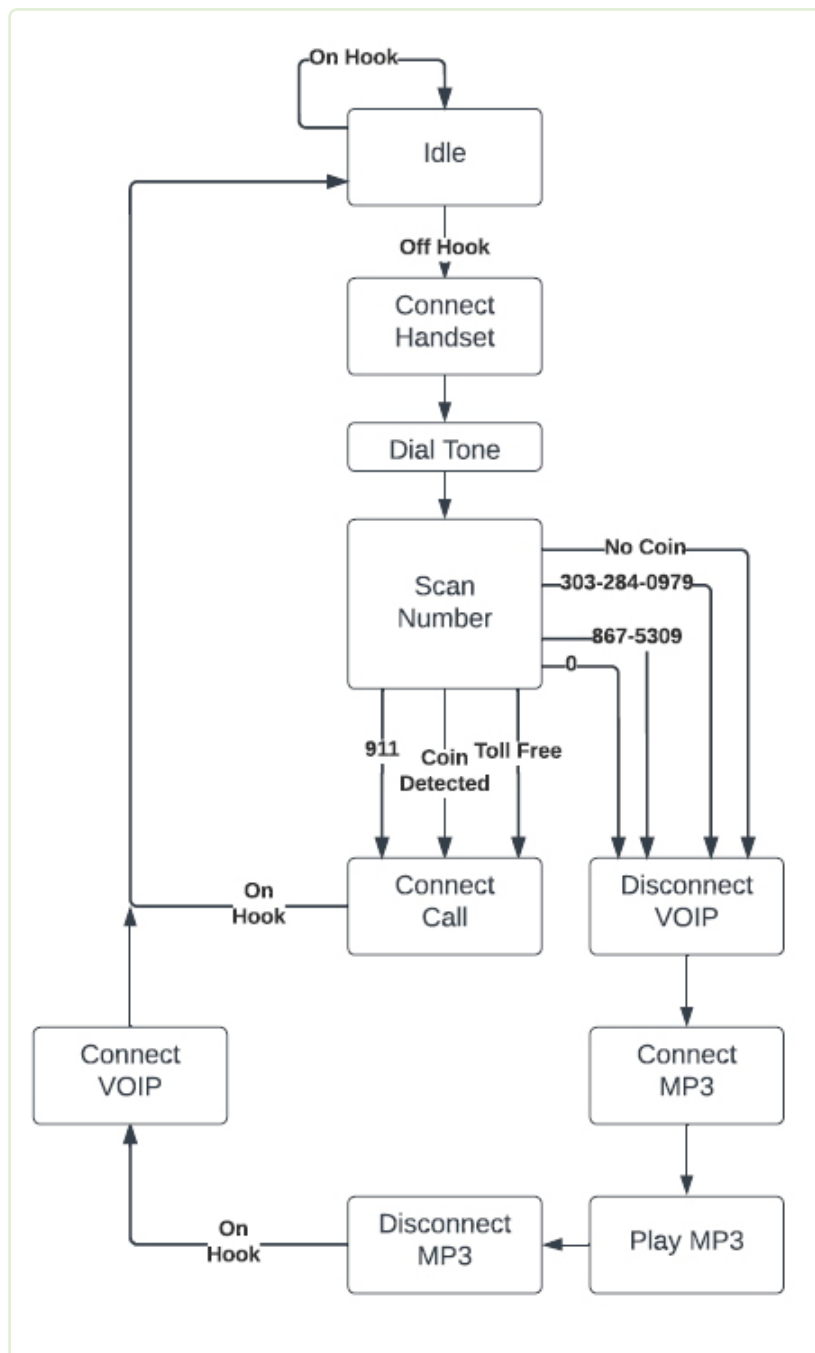 On Hook
Idle
Off Hook
Connect
Handset
Dial Tone
Scan
Number
No Coin
303-284-0979
867-5309
0
911
Coin
Detected
Toll Free
Connect
Call
Disconnect
VOIP
On
Hook
Connect
VOIP
Connect
MP3
Disconnect
MP3
Play MP3
On
Hook